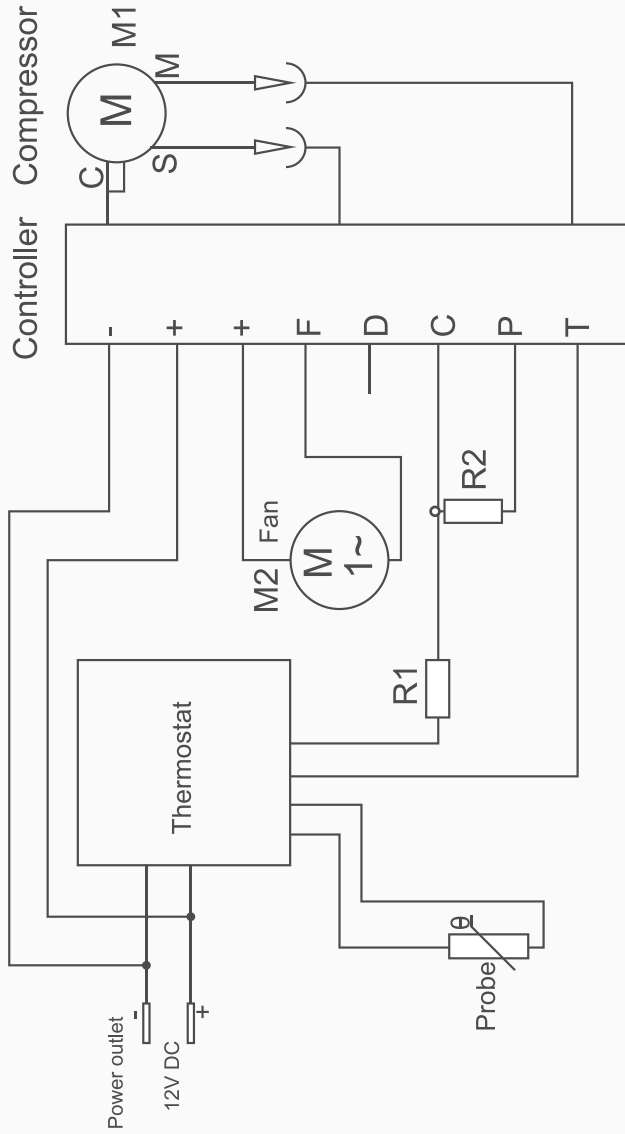 Controller Compressor
M1
M
M
C
S
-
+
+
F
D
C
P
T
Fan
M2
M
1~
R2
R1
Thermostat
θ
Probe
Power outlet
-
12V DC
+